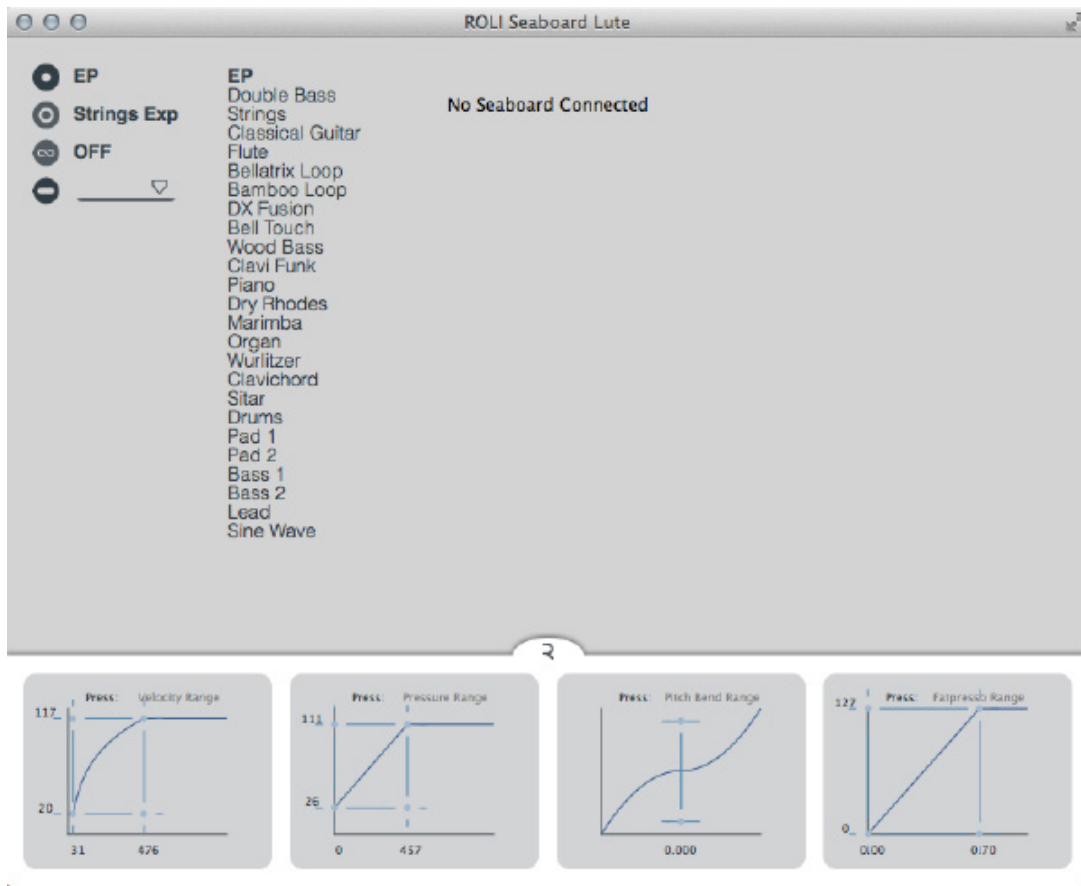 ROLI Seaboard Lute
EP
Strings Exp
OFF
EP
Double Bass
Strings
Classical Guitar
Flute
Bellatrix Loop
Bamboo Loop
DX Fusion
Bell Touch
Wood Bass
Clavi Funk
Piano
Dry Rhodes
Marimba
Organ
Wurlitzer
Clavichord
Sitar
Drums
Pad 1
Pad 2
Bass 1
Bass 2
Lead
Sine Wave
No Seaboard Connected
Press: Velocity Range
117
20
31 476
Press: Pressure Range
111
26
0 457
Press: Pitch Bend Range
0.000
Press: Fatpressb Range
127
0
0.00 0.70